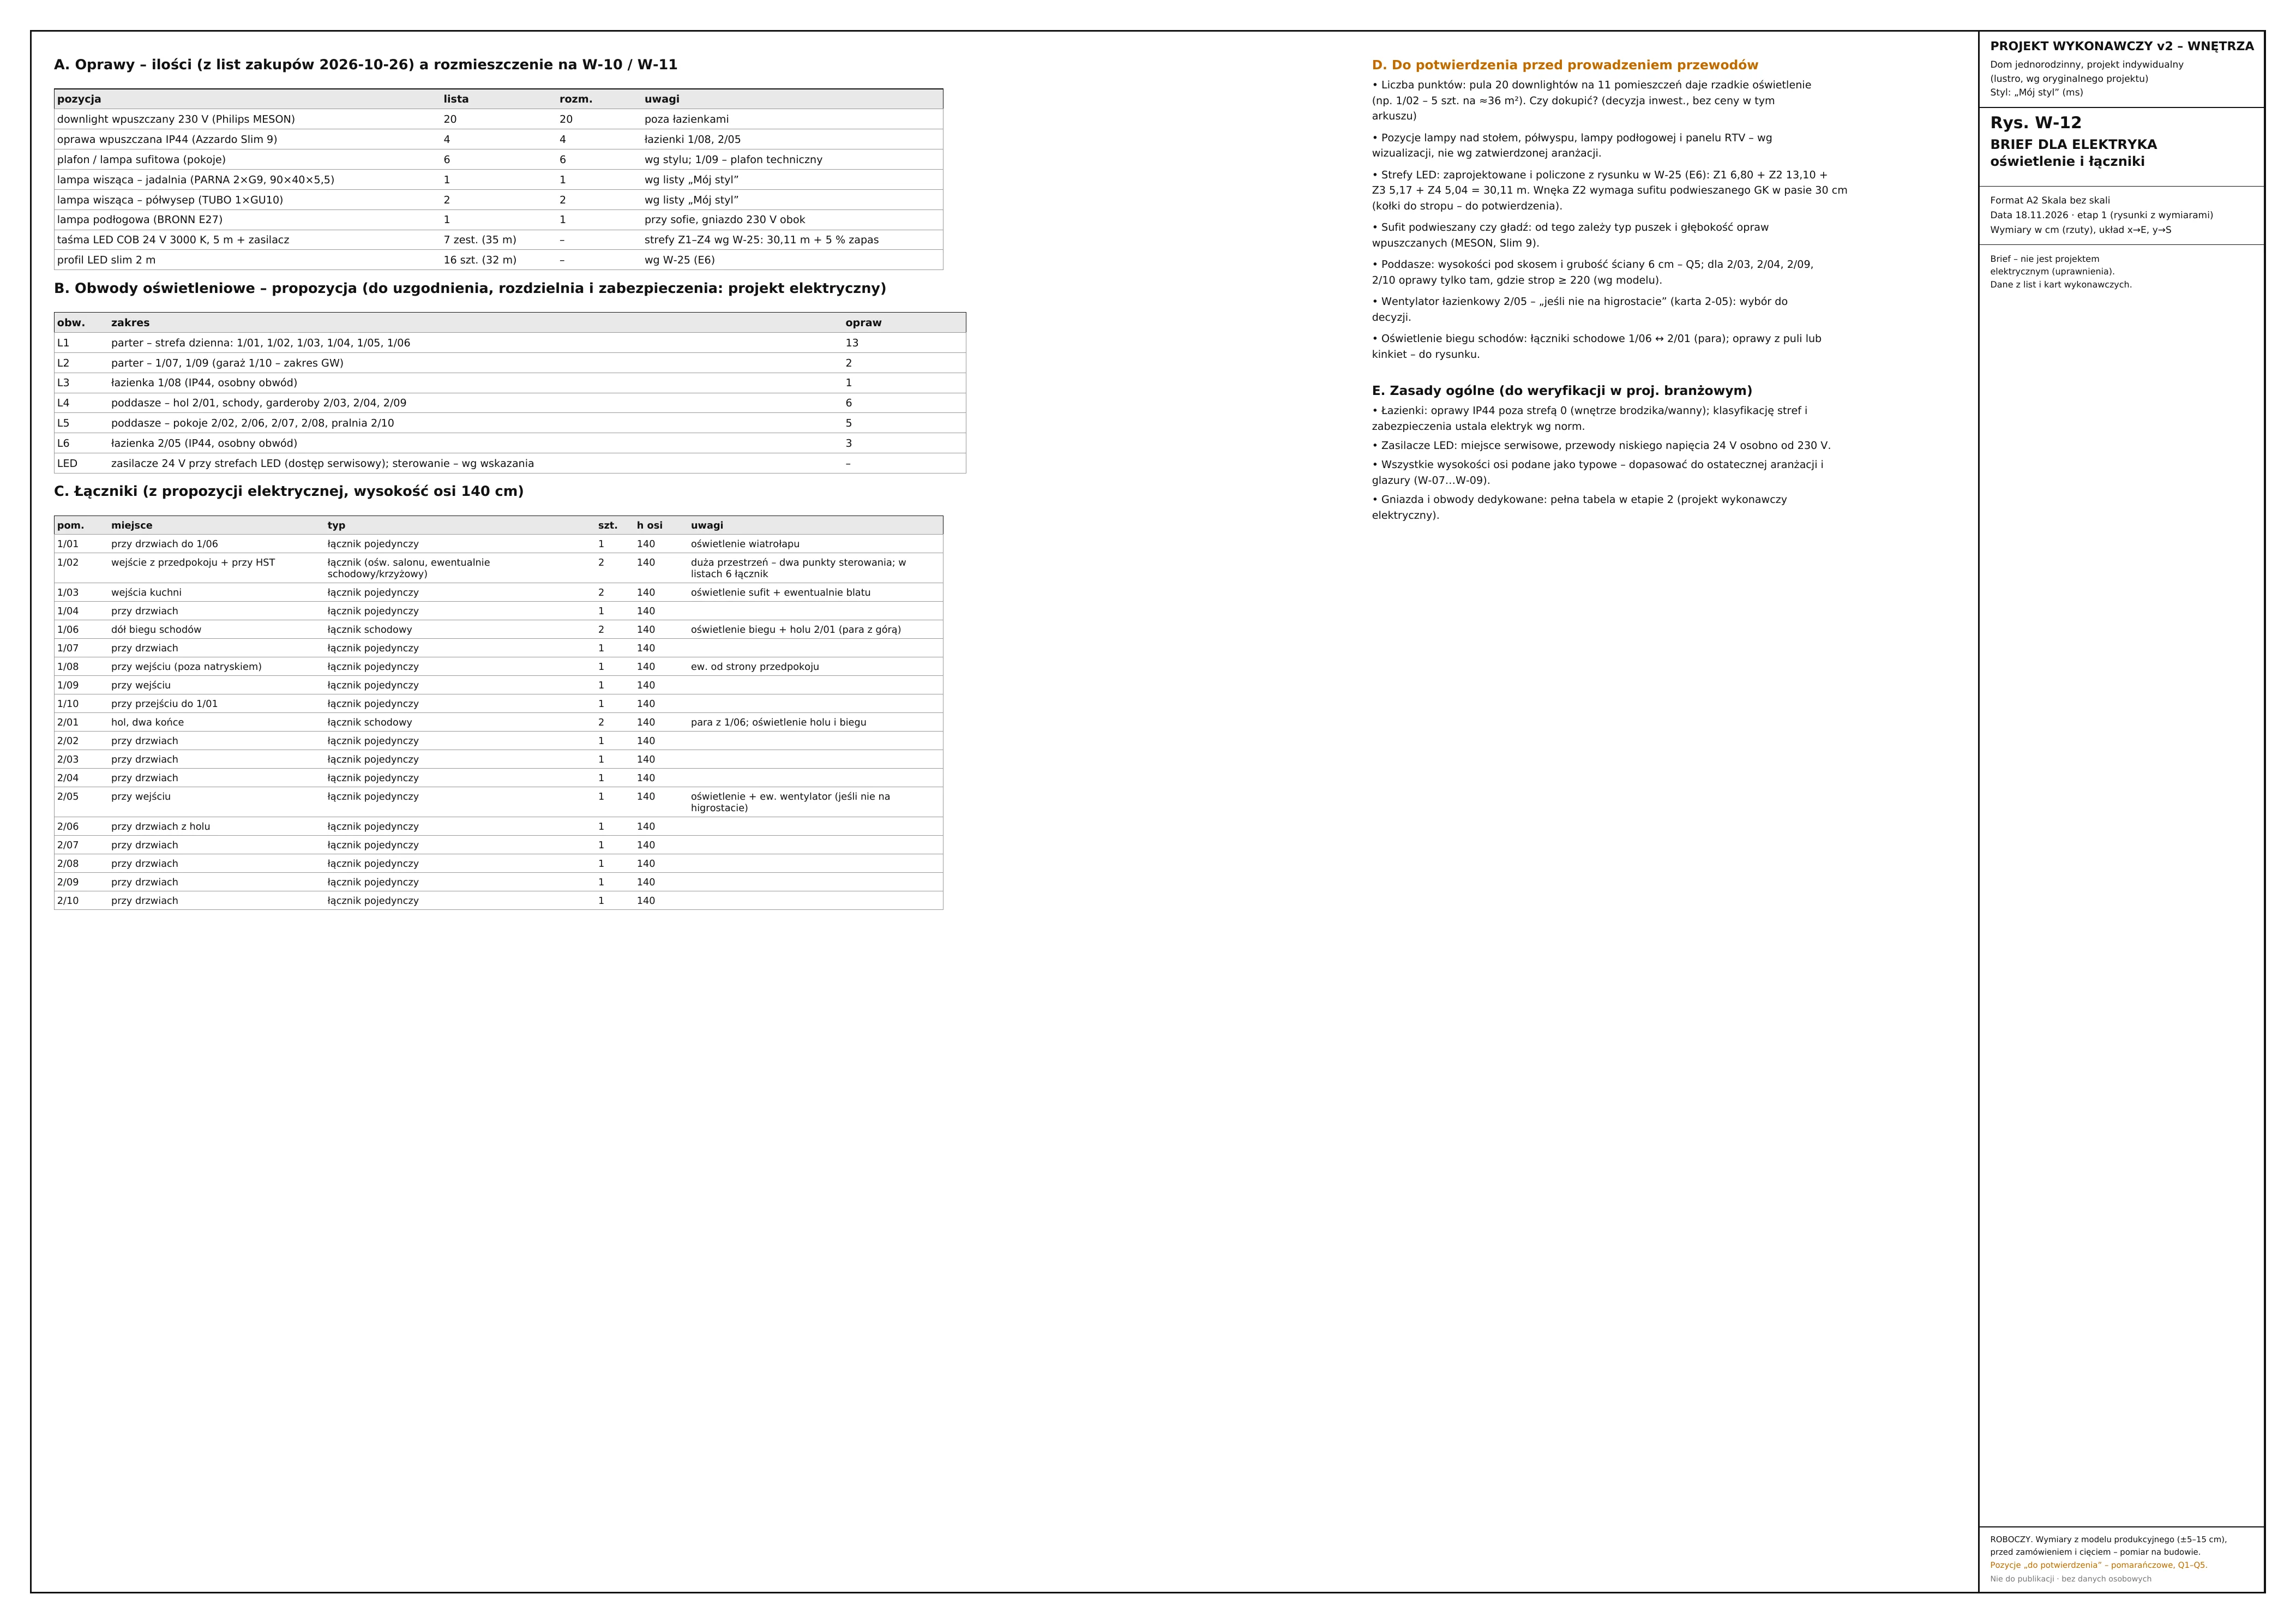 A. Oprawy – ilości (z list zakupów 2026-10-26) a rozmieszczenie na W-10 / W-11
pozycja lista rozm. uwagi
downlight wpuszczany 230 V (Philips MESON) 20 20 poza łazienkami
oprawa wpuszczana IP44 (Azzardo Slim 9) 4 4 łazienki 1/08, 2/05
plafon / lampa sufitowa (pokoje) 6 6 wg stylu; 1/09 – plafon techniczny
lampa wisząca – jadalnia (PARNA 2×G9, 90×40×5,5) 1 1 wg listy „Mój styl”
lampa wisząca – półwysep (TUBO 1×GU10) 2 2 wg listy „Mój styl”
lampa podłogowa (BRONN E27) 1 1 przy sofie, gniazdo 230 V obok
taśma LED COB 24 V 3000 K, 5 m + zasilacz 7 zest. (35 m) – strefy Z1–Z4 wg W-25: 30,11 m + 5 % zapas
profil LED slim 2 m 16 szt. (32 m) – wg W-25 (E6)
B. Obwody oświetleniowe – propozycja (do uzgodnienia, rozdzielnia i zabezpieczenia: projekt elektryczny)
obw. zakres opraw
L1 parter – strefa dzienna: 1/01, 1/02, 1/03, 1/04, 1/05, 1/06 13
L2 parter – 1/07, 1/09 (garaż 1/10 – zakres GW) 2
L3 łazienka 1/08 (IP44, osobny obwód) 1
L4 poddasze – hol 2/01, schody, garderoby 2/03, 2/04, 2/09 6
L5 poddasze – pokoje 2/02, 2/06, 2/07, 2/08, pralnia 2/10 5
L6 łazienka 2/05 (IP44, osobny obwód) 3
LED zasilacze 24 V przy strefach LED (dostęp serwisowy); sterowanie – wg wskazania –
C. Łączniki (z propozycji elektrycznej, wysokość osi 140 cm)
pom. miejsce typ szt. h osi uwagi
1/01 przy drzwiach do 1/06 łącznik pojedynczy 1 140 oświetlenie wiatrołapu
1/02 wejście z przedpokoju + przy HST łącznik (ośw. salonu, ewentualnie schodowy/krzyżowy) 2 140 duża przestrzeń – dwa punkty sterowania; w listach 6 łącznik
1/03 wejścia kuchni łącznik pojedynczy 2 140 oświetlenie sufit + ewentualnie blatu
1/04 przy drzwiach łącznik pojedynczy 1 140
1/06 dół biegu schodów łącznik schodowy 2 140 oświetlenie biegu + holu 2/01 (para z górą)
1/07 przy drzwiach łącznik pojedynczy 1 140
1/08 przy wejściu (poza natryskiem) łącznik pojedynczy 1 140 ew. od strony przedpokoju
1/09 przy wejściu łącznik pojedynczy 1 140
1/10 przy przejściu do 1/01 łącznik pojedynczy 1 140
2/01 hol, dwa końce łącznik schodowy 2 140 para z 1/06; oświetlenie holu i biegu
2/02 przy drzwiach łącznik pojedynczy 1 140
2/03 przy drzwiach łącznik pojedynczy 1 140
2/04 przy drzwiach łącznik pojedynczy 1 140
2/05 przy wejściu łącznik pojedynczy 1 140 oświetlenie + ew. wentylator (jeśli nie na higrostacie)
2/06 przy drzwiach z holu łącznik pojedynczy 1 140
2/07 przy drzwiach łącznik pojedynczy 1 140
2/08 przy drzwiach łącznik pojedynczy 1 140
2/09 przy drzwiach łącznik pojedynczy 1 140
2/10 przy drzwiach łącznik pojedynczy 1 140
D. Do potwierdzenia przed prowadzeniem przewodów
• Liczba punktów: pula 20 downlightów na 11 pomieszczeń daje rzadkie oświetlenie
(np. 1/02 – 5 szt. na ≈36 m²). Czy dokupić? (decyzja inwest., bez ceny w tym
arkuszu)
• Pozycje lampy nad stołem, półwyspu, lampy podłogowej i panelu RTV – wg
wizualizacji, nie wg zatwierdzonej aranżacji.
• Strefy LED: zaprojektowane i policzone z rysunku w W-25 (E6): Z1 6,80 + Z2 13,10 +
Z3 5,17 + Z4 5,04 = 30,11 m. Wnęka Z2 wymaga sufitu podwieszanego GK w pasie 30 cm
(kołki do stropu – do potwierdzenia).
• Sufit podwieszany czy gładź: od tego zależy typ puszek i głębokość opraw
wpuszczanych (MESON, Slim 9).
• Poddasze: wysokości pod skosem i grubość ściany 6 cm – Q5; dla 2/03, 2/04, 2/09,
2/10 oprawy tylko tam, gdzie strop ≥ 220 (wg modelu).
• Wentylator łazienkowy 2/05 – „jeśli nie na higrostacie” (karta 2-05): wybór do
decyzji.
• Oświetlenie biegu schodów: łączniki schodowe 1/06 ↔ 2/01 (para); oprawy z puli lub
kinkiet – do rysunku.
E. Zasady ogólne (do weryfikacji w proj. branżowym)
• Łazienki: oprawy IP44 poza strefą 0 (wnętrze brodzika/wanny); klasyfikację stref i
zabezpieczenia ustala elektryk wg norm.
• Zasilacze LED: miejsce serwisowe, przewody niskiego napięcia 24 V osobno od 230 V.
• Wszystkie wysokości osi podane jako typowe – dopasować do ostatecznej aranżacji i
glazury (W-07…W-09).
• Gniazda i obwody dedykowane: pełna tabela w etapie 2 (projekt wykonawczy
elektryczny).
PROJEKT WYKONAWCZY v2 – WNĘTRZA
Dom jednorodzinny, projekt indywidualny
(lustro, wg oryginalnego projektu)
Styl: „Mój styl” (ms)
Rys. W-12
BRIEF DLA ELEKTRYKA
oświetlenie i łączniki
Format A2 Skala bez skali
Data 18.11.2026 · etap 1 (rysunki z wymiarami)
Wymiary w cm (rzuty), układ x→E, y→S
Brief – nie jest projektem
elektrycznym (uprawnienia).
Dane z list i kart wykonawczych.
ROBOCZY. Wymiary z modelu produkcyjnego (±5–15 cm),
przed zamówieniem i cięciem – pomiar na budowie.
Pozycje „do potwierdzenia” – pomarańczowe, Q1–Q5.
Nie do publikacji · bez danych osobowych